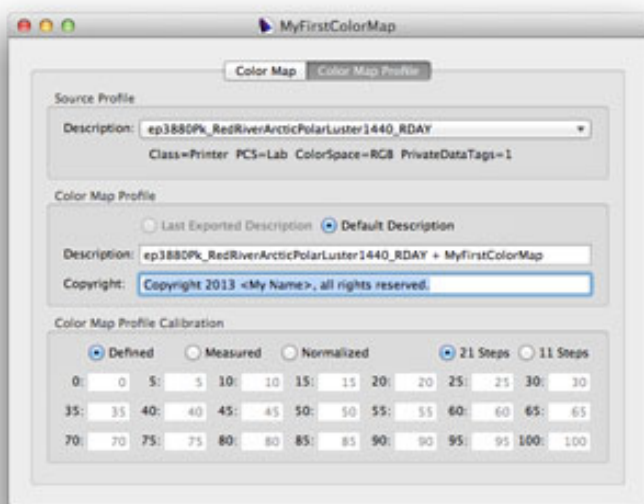 MyFirstColorMap
Color Map Color Map Profile
Source Profile
Description: ep3880Pk_RedRiverArcticPolarLuster1440_RDAY
Class=Printer PCS=Lab ColorSpace=RGB PrivateDataTags=1
Color Map Profile
Last Exported Description Default Description
Description: ep3880Pk_RedRiverArcticPolarLuster1440_RDAY + MyFirstColorMap
Copyright: Copyright 2013 <My Name>, all rights reserved.
Color Map Profile Calibration
Defined Measured Normalized 21 Steps 11 Steps
0: 0 5: 5 10: 10 15: 15 20: 20 25: 25 30: 30
35: 35 40: 40 45: 45 50: 50 55: 55 60: 60 65: 65
70: 70 75: 75 80: 80 85: 85 90: 90 95: 95 100: 100